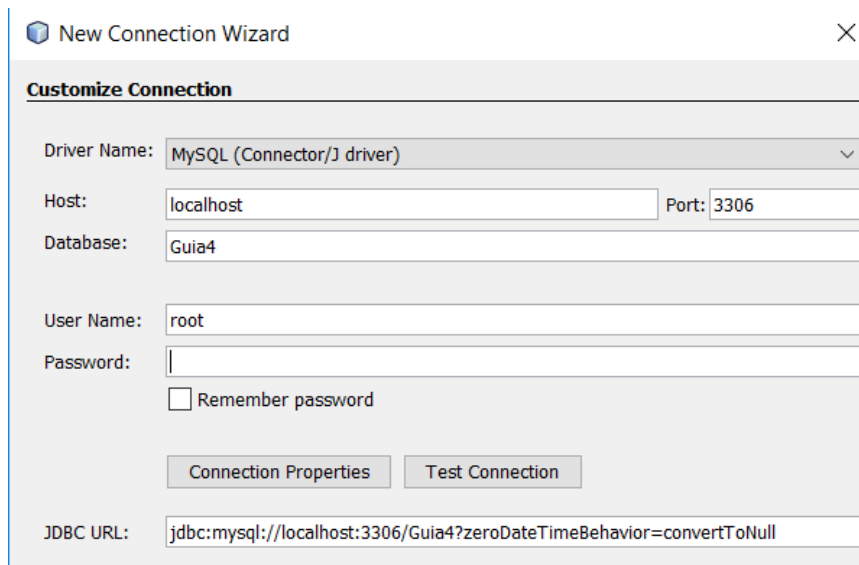 New Connection Wizard
Customize Connection
Driver Name: MySQL (Connector/J driver)
Host: localhost Port: 3306
Database: Guia4
User Name: root
Password:
Remember password
Connection Properties Test Connection
JDBC URL: jdbc:mysql://localhost:3306/Guia4?zeroDateTimeBehavior=convertToNull